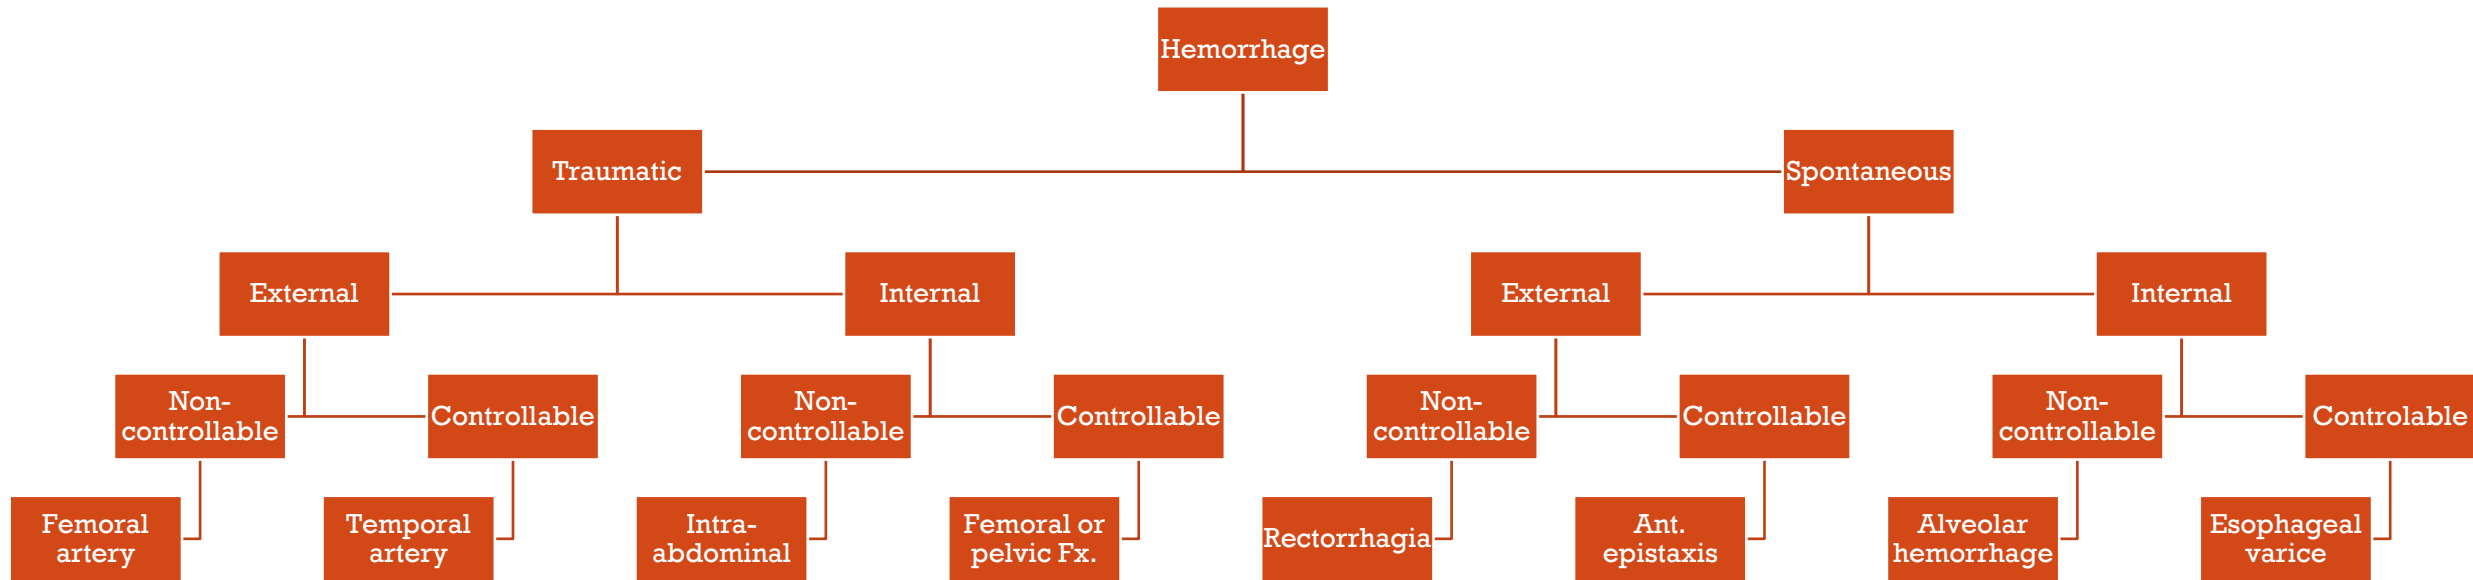 Hemorrhage
Traumatic
Spontaneous
External
Internal
External
Internal
Non-
controllable
Controllable
Non-
controllable
Controllable
Non-
controllable
Controllable
Non-
controllable
Controlable
Femoral
artery
Temporal
artery
Intra-
abdominal
Femoral or
pelvic Fx.
Rectorrhagia
Ant.
epistaxis
Alveolar
hemorrhage
Esophageal
varice